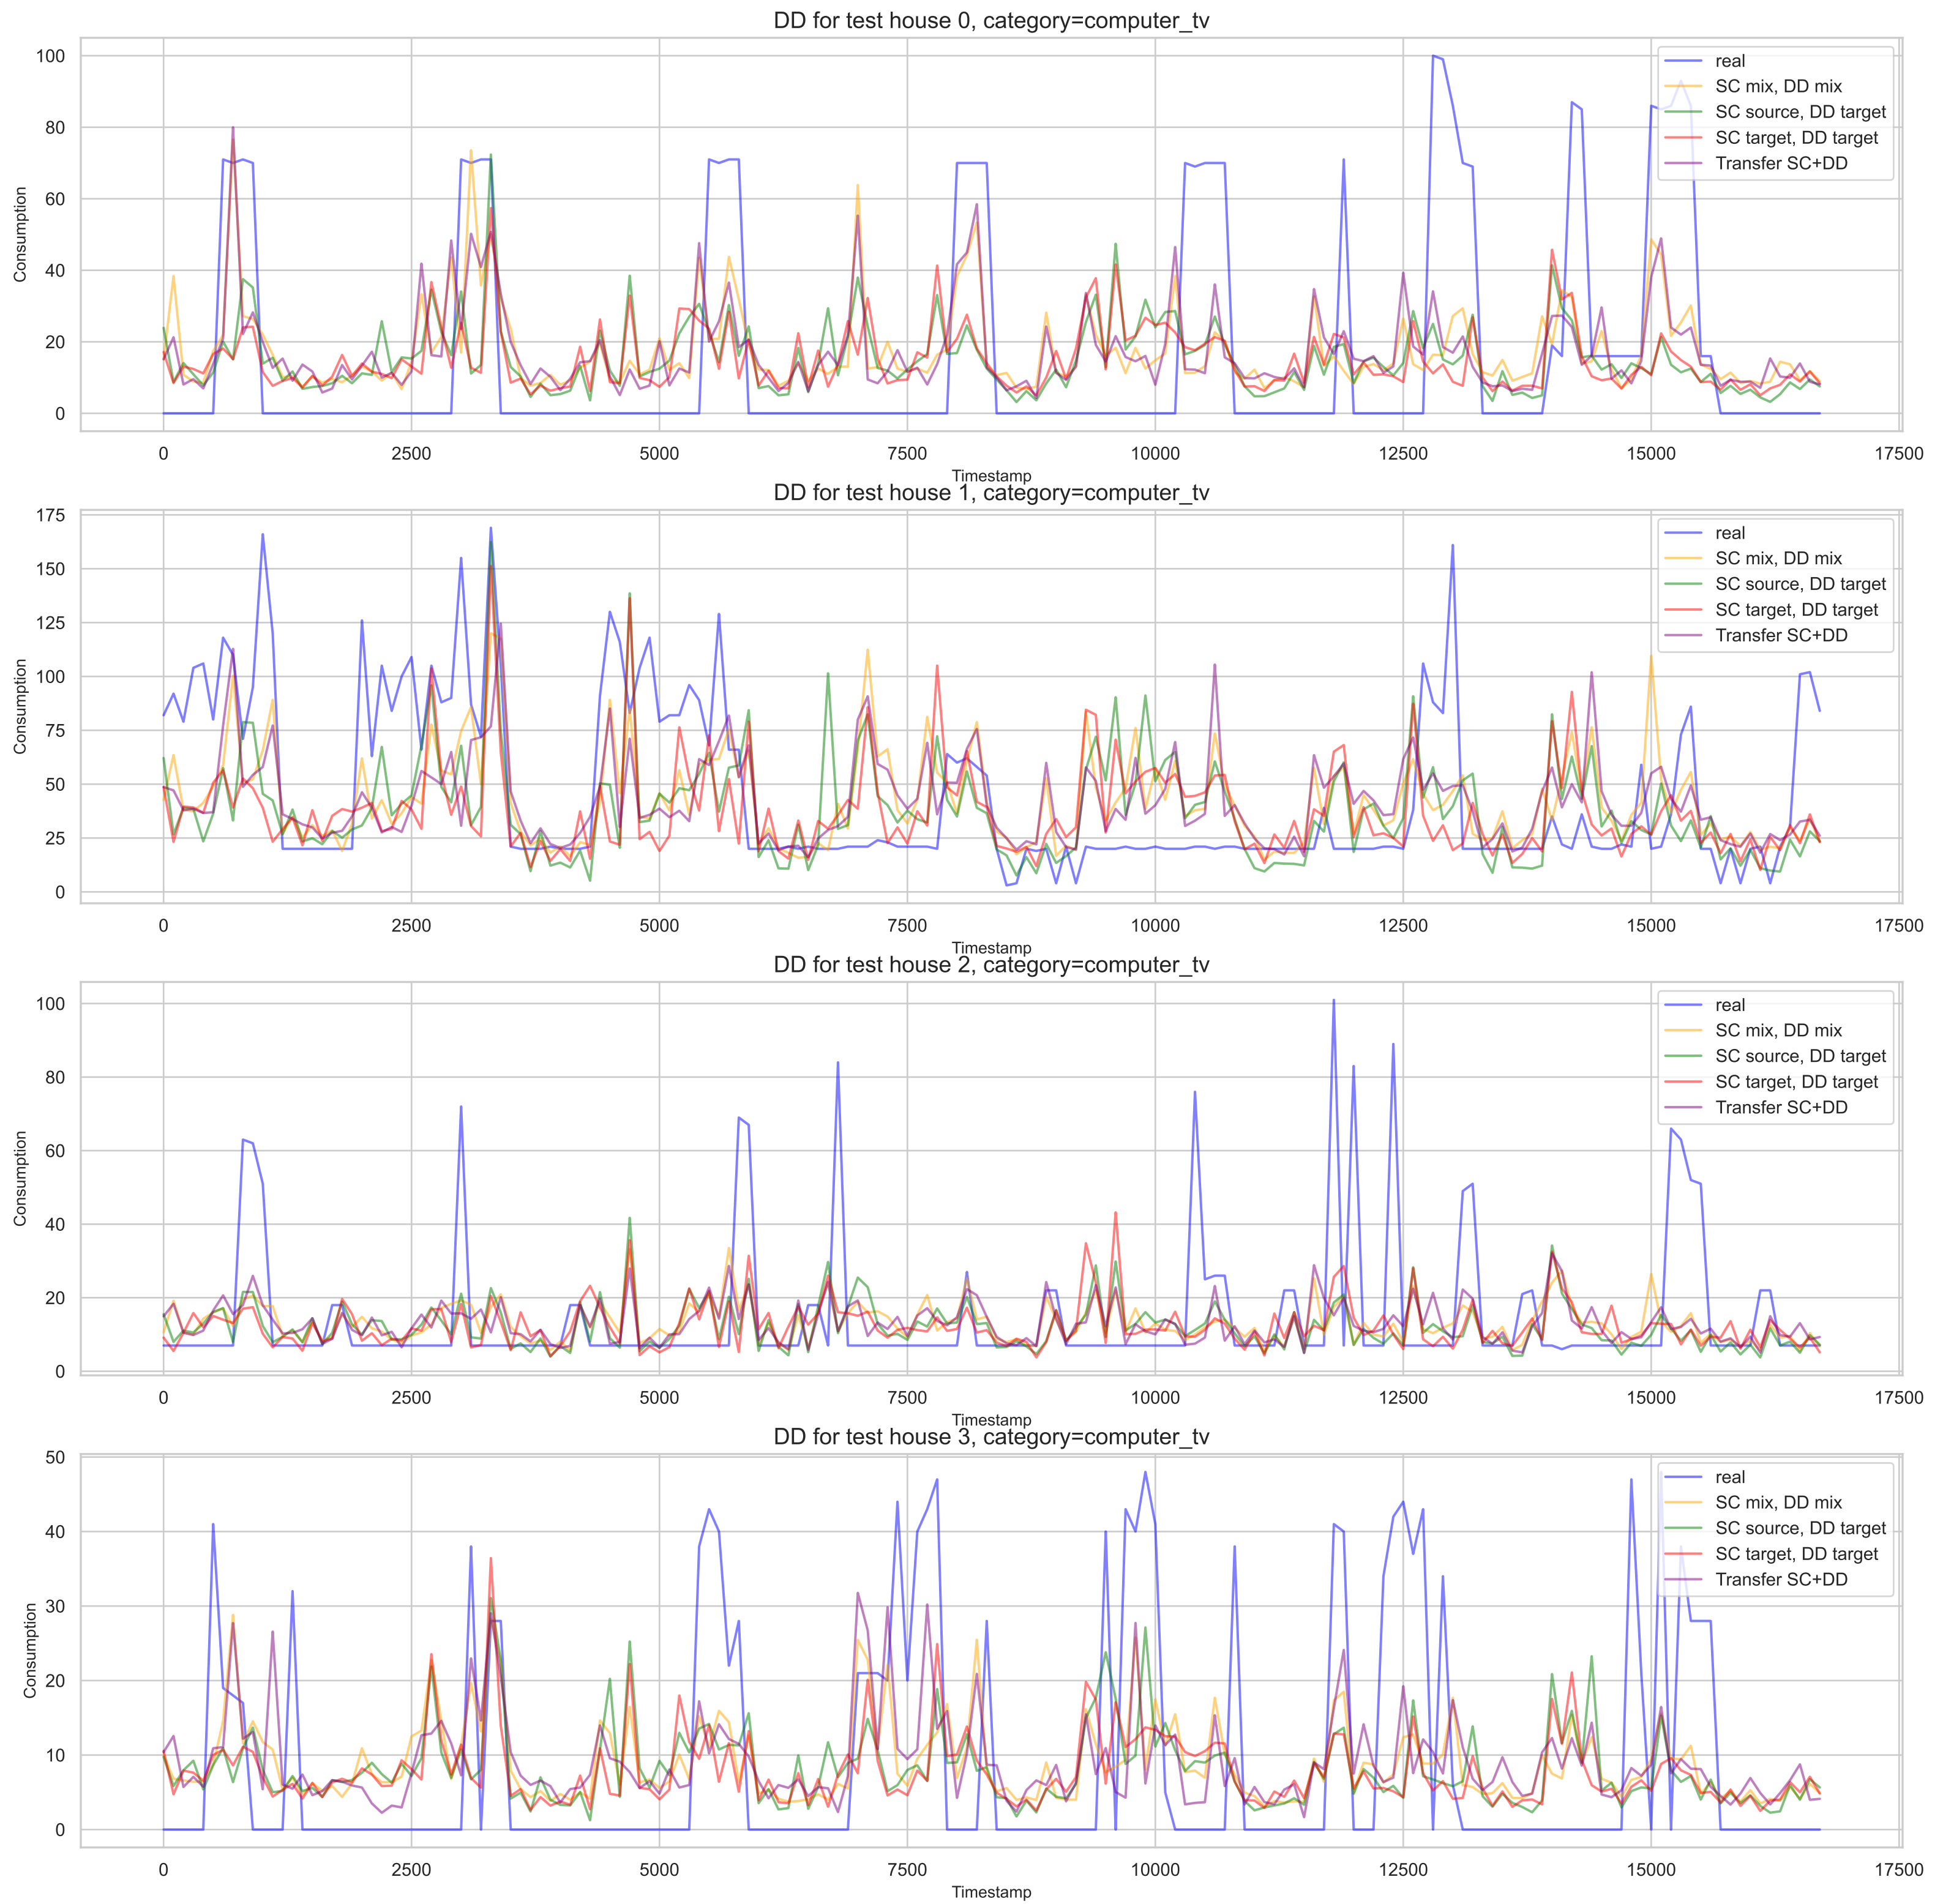 DD for test house 0, category=computer_tv
Consumption
100
80
60
40
20
0
real
SC mix, DD mix
SC source, DD target
SC target, DD target
Transfer SC+DD
0 2500 5000 7500 10000 12500 15000 17500
Timestamp
DD for test house 1, category=computer_tv
Consumption
175
150
125
100
75
50
25
0
real
SC mix, DD mix
SC source, DD target
SC target, DD target
Transfer SC+DD
0 2500 5000 7500 10000 12500 15000 17500
Timestamp
DD for test house 2, category=computer_tv
Consumption
100
80
60
40
20
0
real
SC mix, DD mix
SC source, DD target
SC target, DD target
Transfer SC+DD
0 2500 5000 7500 10000 12500 15000 17500
Timestamp
DD for test house 3, category=computer_tv
Consumption
50
40
30
20
10
0
real
SC mix, DD mix
SC source, DD target
SC target, DD target
Transfer SC+DD
0 2500 5000 7500 10000 12500 15000 17500
Timestamp